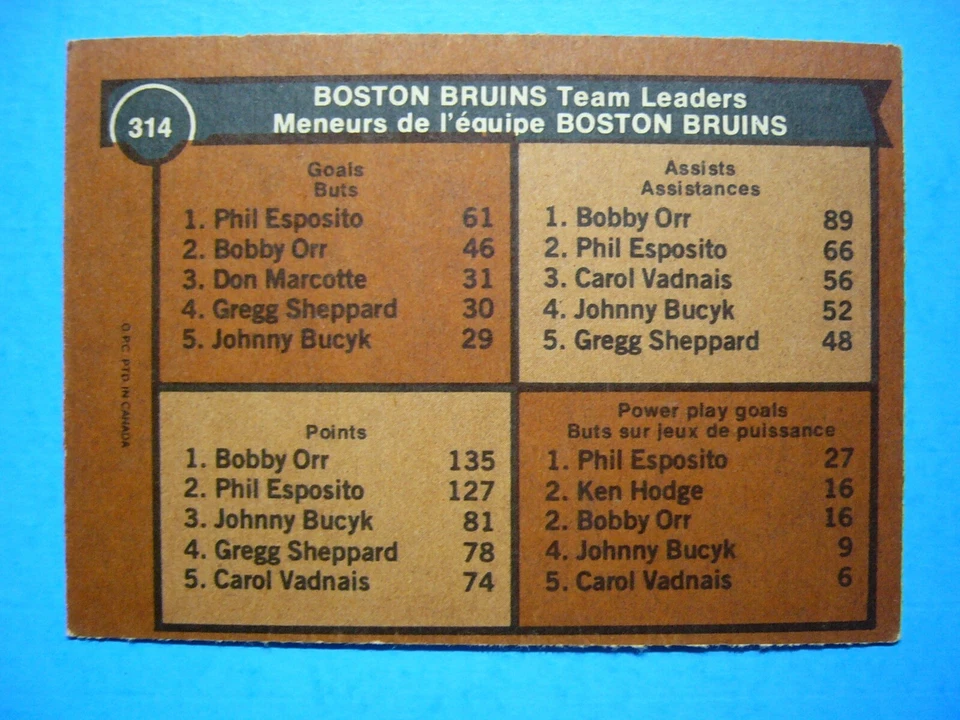 314
BOSTON BRUINS Team Leaders
Meneurs de l'équipe BOSTON BRUINS
Goals
Buts
1. Phil Esposito 61
2. Bobby Orr 46
3. Don Marcotte 31
4. Gregg Sheppard 30
5. Johnny Bucyk 29
Assists
Assistances
1. Bobby Orr 89
2. Phil Esposito 66
3. Carol Vadnais 56
4. Johnny Bucyk 52
5. Gregg Sheppard 48
Points
1. Bobby Orr 135
2. Phil Esposito 127
3. Johnny Bucyk 81
4. Gregg Sheppard 78
5. Carol Vadnais 74
Power play goals
Buts sur jeux de puissance
1. Phil Esposito 27
2. Ken Hodge 16
2. Bobby Orr 16
4. Johnny Bucyk 9
5. Carol Vadnais 6
O.P.C. PTD. IN CANADA